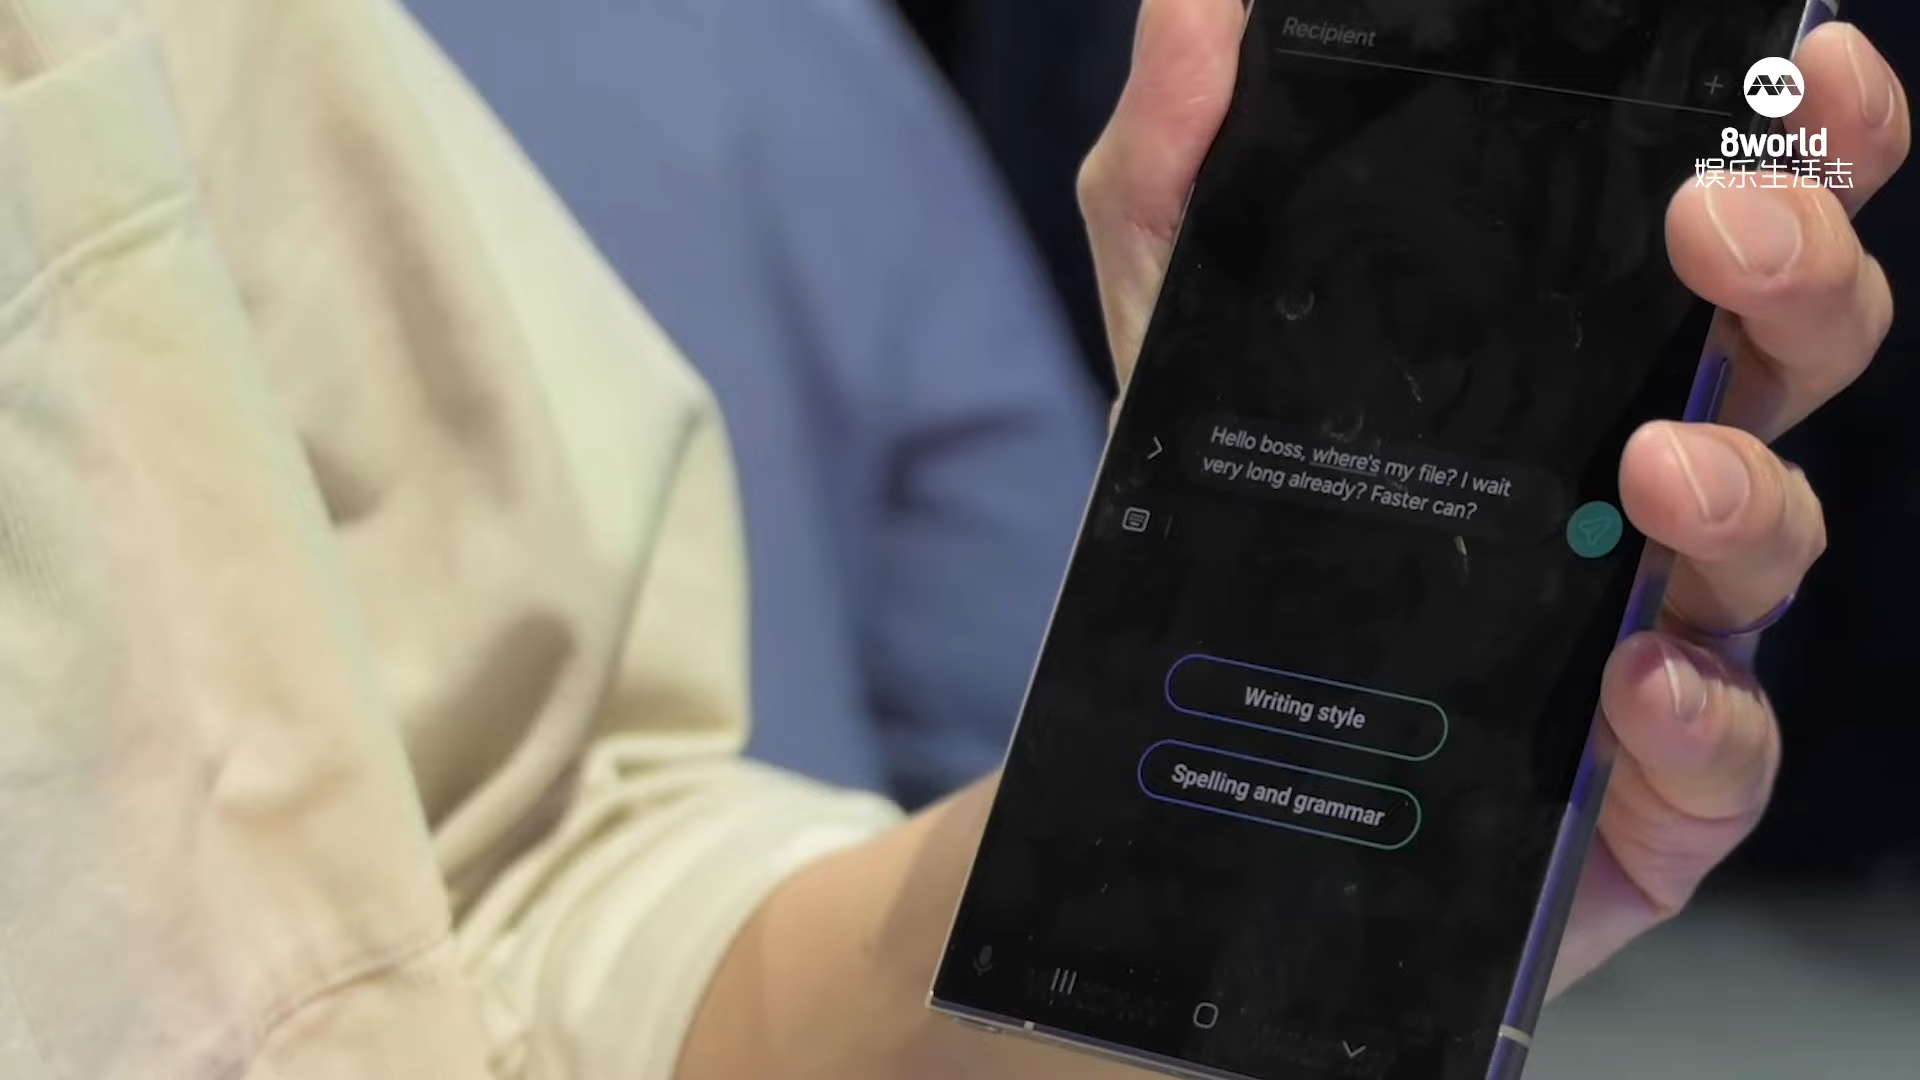 Recipient
8world
娱乐生活志
Hello boss, where's my file? I wait
very long already? Faster can?
Writing style
Spelling and grammar